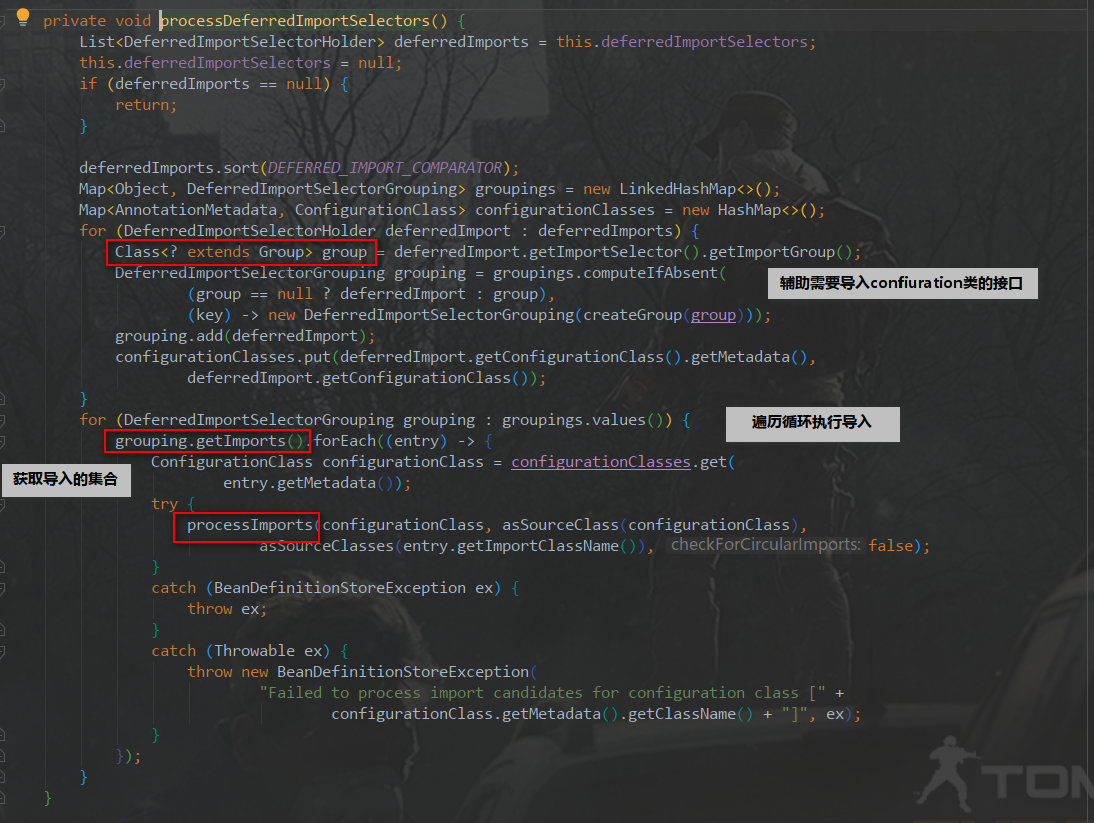 private void processDeferredImportSelectors() {
List<DeferredImportSelectorHolder> deferredImports = this.deferredImportSelectors;
this.deferredImportSelectors = null;
if (deferredImports == null) {
return;
}
deferredImports.sort(DEFERRED_IMPORT_COMPARATOR);
Map<Object, DeferredImportSelectorGrouping> groupings = new LinkedHashMap<>();
Map<AnnotationMetadata, ConfigurationClass> configurationClasses = new HashMap<>();
for (DeferredImportSelectorHolder deferredImport : deferredImports) {
Class<? extends Group> group = deferredImport.getImportSelector().getImportGroup();
DeferredImportSelectorGrouping grouping = groupings.computeIfAbsent(
辅助需要导入confiuration类的接口
(group == null ? deferredImport : group),
(key) -> new DeferredImportSelectorGrouping(createGroup(group)));
grouping.add(deferredImport);
configurationClasses.put(deferredImport.getConfigurationClass().getMetadata(),
deferredImport.getConfigurationClass());
}
for (DeferredImportSelectorGrouping grouping : groupings.values()) {
遍历循环执行导入
grouping.getImports().forEach((entry) -> {
ConfigurationClass configurationClass = configurationClasses.get(
获取导入的集合
entry.getMetadata());
try {
processImports(configurationClass, asSourceClass(configurationClass),
asSourceClasses(entry.getImportClassName()), checkForCircularImports: false);
}
catch (BeanDefinitionStoreException ex) {
throw ex;
}
catch (Throwable ex) {
throw new BeanDefinitionStoreException(
"Failed to process import candidates for configuration class [" +
configurationClass.getMetadata().getClassName() + "]", ex);
}
});
}
}